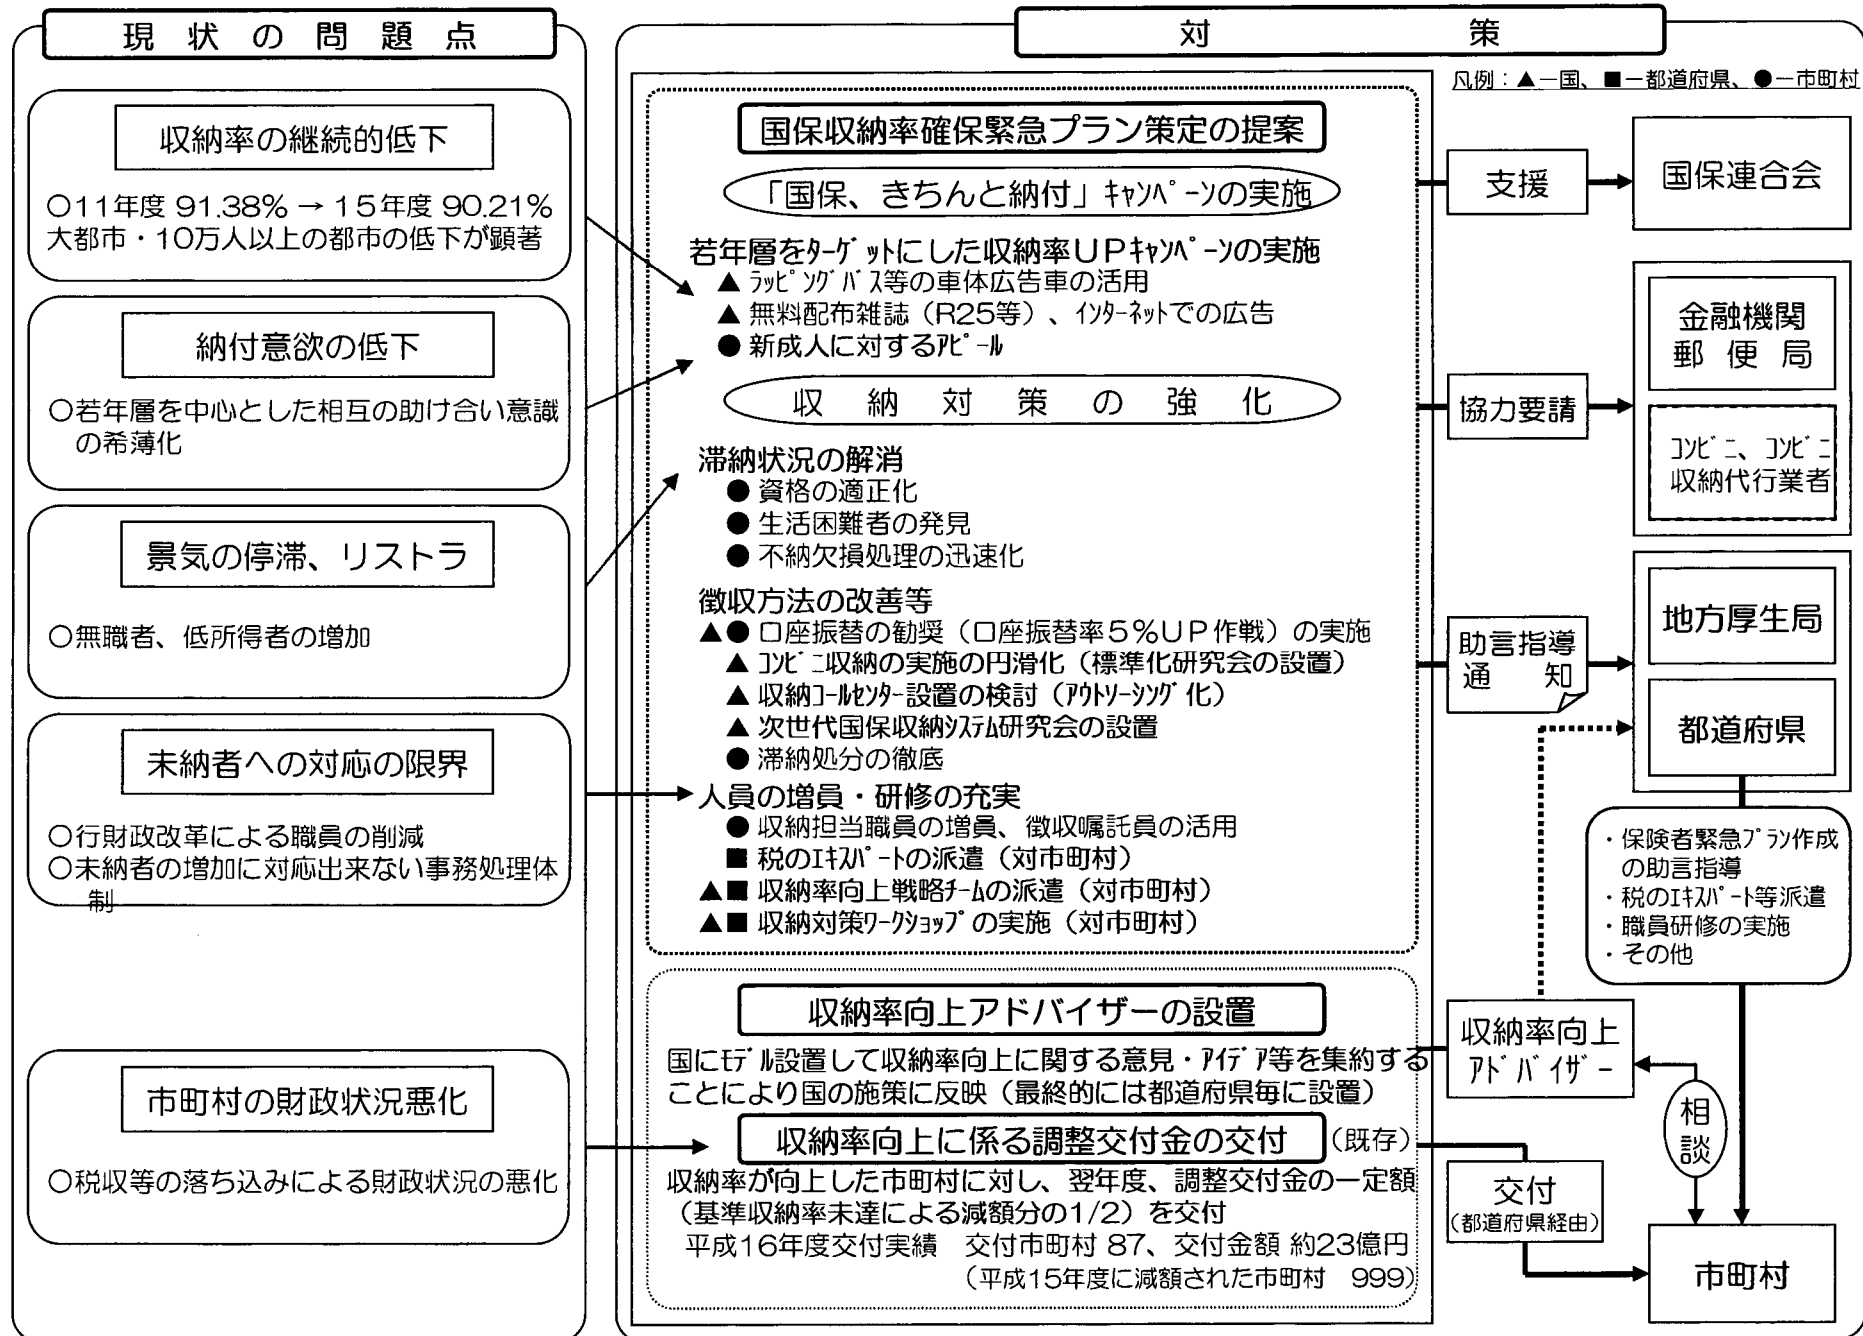 現状の問題点
収納率の継続的低下
○11年度 91.38% → 15年度 90.21%
大都市・10万人以上の都市の低下が顕著
納付意欲の低下
○若年層を中心とした相互の助け合い意識
の希薄化
景気の停滞、リストラ
○無職者、低所得者の増加
未納者への対応の限界
○行財政改革による職員の削減
○未納者の増加に対応出来ない事務処理体
制
市町村の財政状況悪化
○税収等の落ち込みによる財政状況の悪化
対策
凡例：▲－国、■－都道府県、●－市町村
国保収納率確保緊急プラン策定の提案
「国保、きちんと納付」ｷｬﾝﾍﾟｰﾝの実施
若年層をﾀｰｹﾞｯﾄにした収納率ＵＰｷｬﾝﾍﾟｰﾝの実施
▲ ﾗｯﾋﾟﾝｸﾞﾊﾞｽ等の車体広告車の活用
▲ 無料配布雑誌（R25等）、ｲﾝﾀｰﾈｯﾄでの広告
● 新成人に対するｱﾋﾟｰﾙ
収納対策の強化
滞納状況の解消
● 資格の適正化
● 生活困難者の発見
● 不納欠損処理の迅速化
徴収方法の改善等
▲● 口座振替の勧奨（口座振替率５％ＵＰ作戦）の実施
▲ ｺﾝﾋﾞﾆ収納の実施の円滑化（標準化研究会の設置）
▲ 収納ｺｰﾙｾﾝﾀｰ設置の検討（ｱｳﾄﾘｰｼﾝｸﾞ化）
▲ 次世代国保収納ｼｽﾃﾑ研究会の設置
● 滞納処分の徹底
人員の増員・研修の充実
● 収納担当職員の増員、徴収嘱託員の活用
■ 税のｴｷｽﾊﾟｰﾄの派遣（対市町村）
▲■ 収納率向上戦略ﾁｰﾑの派遣（対市町村）
▲■ 収納対策ﾜｰｸｼｮｯﾌﾟの実施（対市町村）
収納率向上アドバイザーの設置
国にﾓﾃﾞﾙ設置して収納率向上に関する意見・ｱｲﾃﾞｱ等を集約する
ことにより国の施策に反映（最終的には都道府県毎に設置）
収納率向上に係る調整交付金の交付（既存）
収納率が向上した市町村に対し、翌年度、調整交付金の一定額
（基準収納率未達による減額分の1/2）を交付
平成16年度交付実績　交付市町村 87、交付金額 約23億円
（平成15年度に減額された市町村　999）
支援
国保連合会
協力要請
金融機関
郵便局
ｺﾝﾋﾞﾆ、ｺﾝﾋﾞﾆ
収納代行業者
助言指導
通知
地方厚生局
都道府県
・保険者緊急ﾌﾟﾗﾝ作成
の助言指導
・税のｴｷｽﾊﾟｰﾄ等派遣
・職員研修の実施
・その他
収納率向上
ｱﾄﾞﾊﾞｲｻﾞｰ
相談
交付
（都道府県経由）
市町村